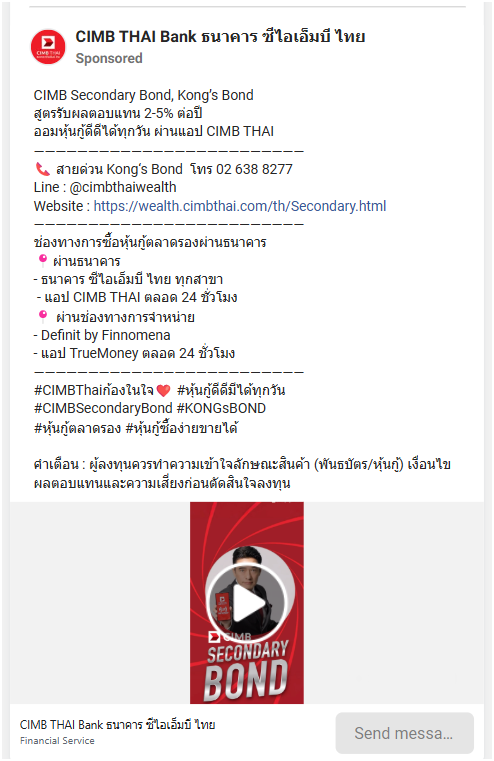 CIMB THAI Bank ธนาคาร ซีไอเอ็มบี ไทย
Sponsored
CIMB Secondary Bond, Kong's Bond
สูตรรับผลตอบแทน 2-5% ต่อปี
ออมหุ้นกู้ดีดีได้ทุกวัน ผ่านแอป CIMB THAI
—————————————————————————
📞 สายด่วน Kong's Bond โทร 02 638 8277
Line : @cimbthaiwealth
Website : https://wealth.cimbthai.com/th/Secondary.html
—————————————————————————
ช่องทางการซื้อหุ้นกู้ตลาดรองผ่านธนาคาร
📍 ผ่านธนาคาร
- ธนาคาร ซีไอเอ็มบี ไทย ทุกสาขา
- แอป CIMB THAI ตลอด 24 ชั่วโมง
📍 ผ่านช่องทางการจำหน่าย
- Definit by Finnomena
- แอป TrueMoney ตลอด 24 ชั่วโมง
—————————————————————————
#CIMBThaiก้องในใจ❤️ #หุ้นกู้ดีดีมีได้ทุกวัน
#CIMBSecondaryBond #KONGsBOND
#หุ้นกู้ตลาดรอง #หุ้นกู้ซื้อง่ายขายได้
คำเตือน : ผู้ลงทุนควรทำความเข้าใจลักษณะสินค้า (พันธบัตร/หุ้นกู้) เงื่อนไข
ผลตอบแทนและความเสี่ยงก่อนตัดสินใจลงทุน
CIMB
SECONDARY
BOND
CIMB THAI Bank ธนาคาร ซีไอเอ็มบี ไทย
Financial Service
Send messa...